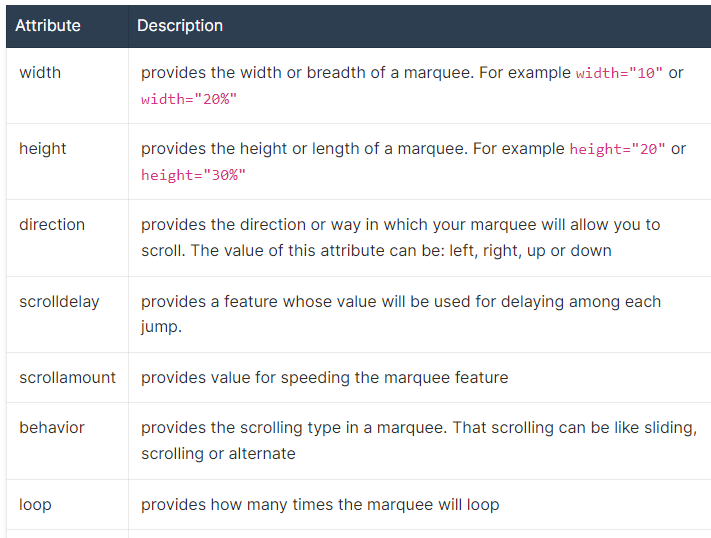 Attribute Description
width provides the width or breadth of a marquee. For example width="10" or
width="20%"
height provides the height or length of a marquee. For example height="20" or
height="30%"
direction provides the direction or way in which your marquee will allow you to
scroll. The value of this attribute can be: left, right, up or down
scrolldelay provides a feature whose value will be used for delaying among each
jump.
scrollamount provides value for speeding the marquee feature
behavior provides the scrolling type in a marquee. That scrolling can be like sliding,
scrolling or alternate
loop provides how many times the marquee will loop